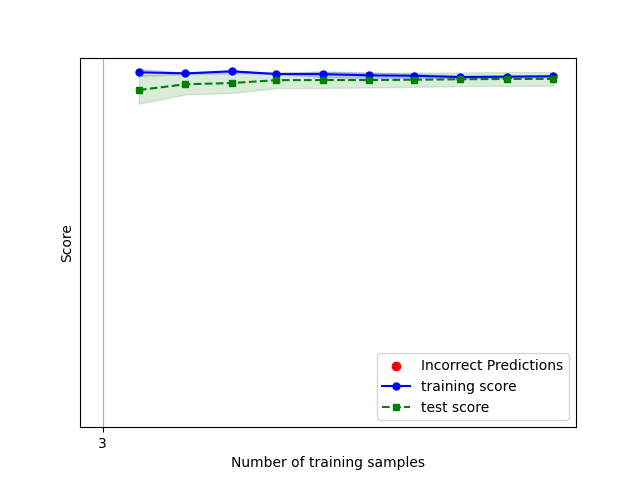 Score
Incorrect Predictions
training score
test score
3
Number of training samples